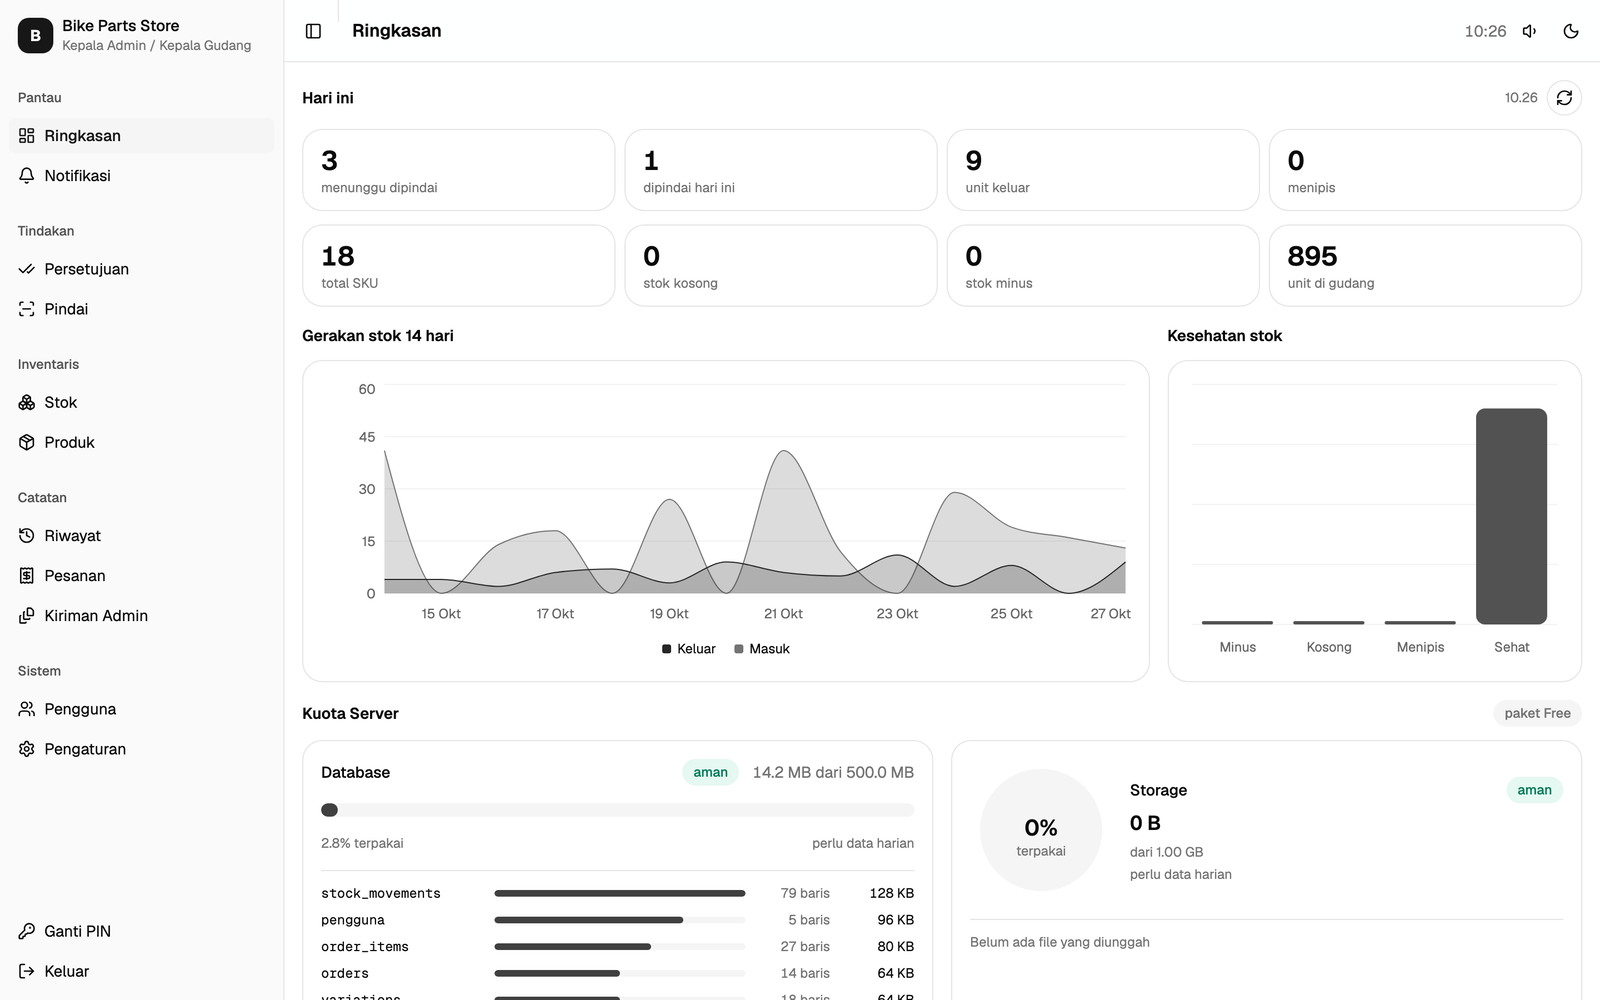 B
Bike Parts Store
Kepala Admin / Kepala Gudang
Pantau
Ringkasan
Notifikasi
Tindakan
Persetujuan
Pindai
Inventaris
Stok
Produk
Catatan
Riwayat
Pesanan
Kiriman Admin
Sistem
Pengguna
Pengaturan
Ganti PIN
Keluar
Ringkasan
10:26
Hari ini
10.26
3
menunggu dipindai
1
dipindai hari ini
9
unit keluar
0
menipis
18
total SKU
0
stok kosong
0
stok minus
895
unit di gudang
Gerakan stok 14 hari
60
45
30
15
0
15 Okt 17 Okt 19 Okt 21 Okt 23 Okt 25 Okt 27 Okt
Keluar Masuk
Kesehatan stok
Minus Kosong Menipis Sehat
Kuota Server
paket Free
Database aman 14.2 MB dari 500.0 MB
2.8% terpakai perlu data harian
stock_movements 79 baris 128 KB
pengguna 5 baris 96 KB
order_items 27 baris 80 KB
orders 14 baris 64 KB
variations 18 baris 64 KB
0%
terpakai
Storage aman
0 B
dari 1.00 GB
perlu data harian
Belum ada file yang diunggah